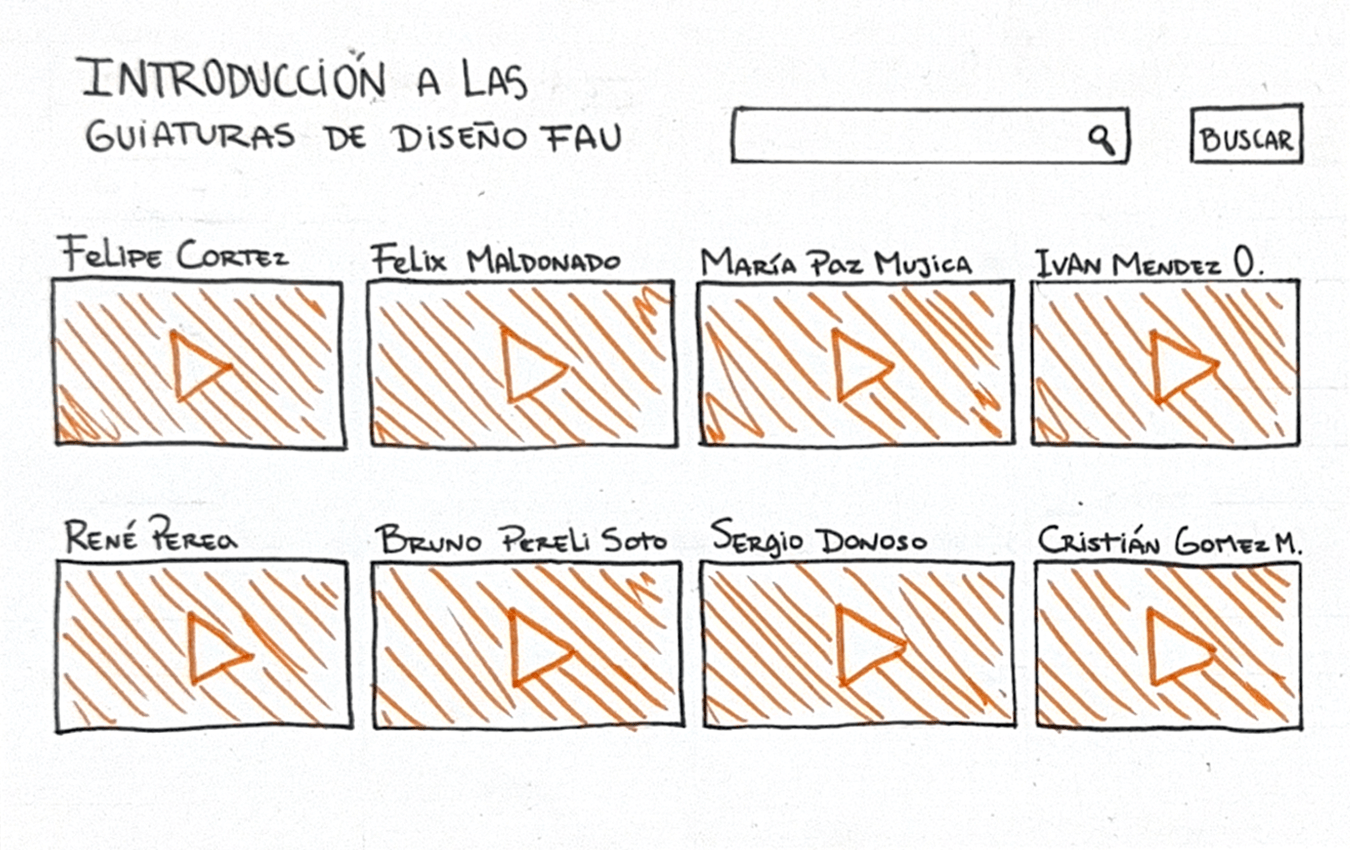 INTRODUCCIÓN A LAS
GUIATURAS DE DISEÑO FAU
BUSCAR
FELIPE CORTEZ
FELIX MALDONADO
MARÍA PAZ MUJICA
IVAN MENDEZ O.
RENÉ PEREA
BRUNO PERELI SOTO
SERGIO DONOSO
CRISTIÁN GOMEZ M.